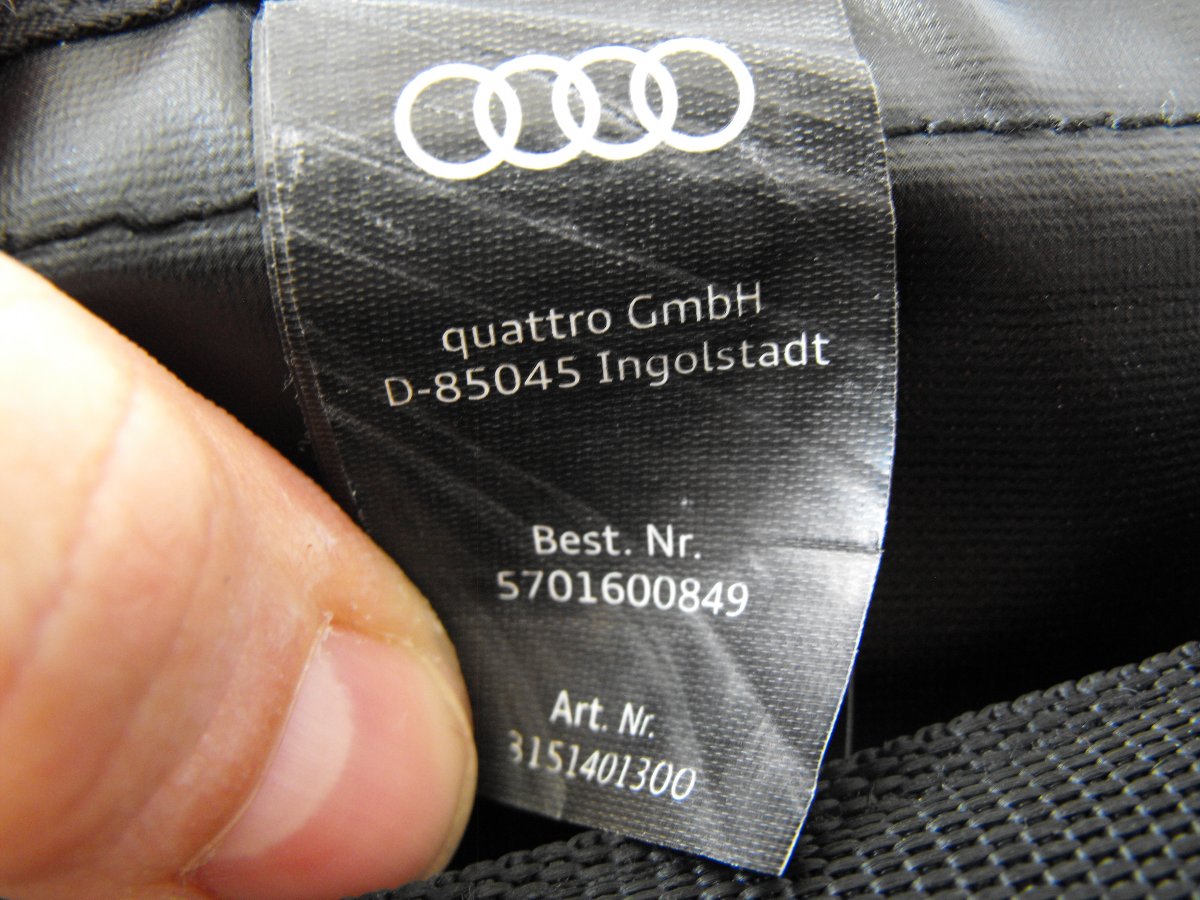 quattro GmbH
D-85045 Ingolstadt
Best. Nr.
5701600849
Art. Nr.
3151401300